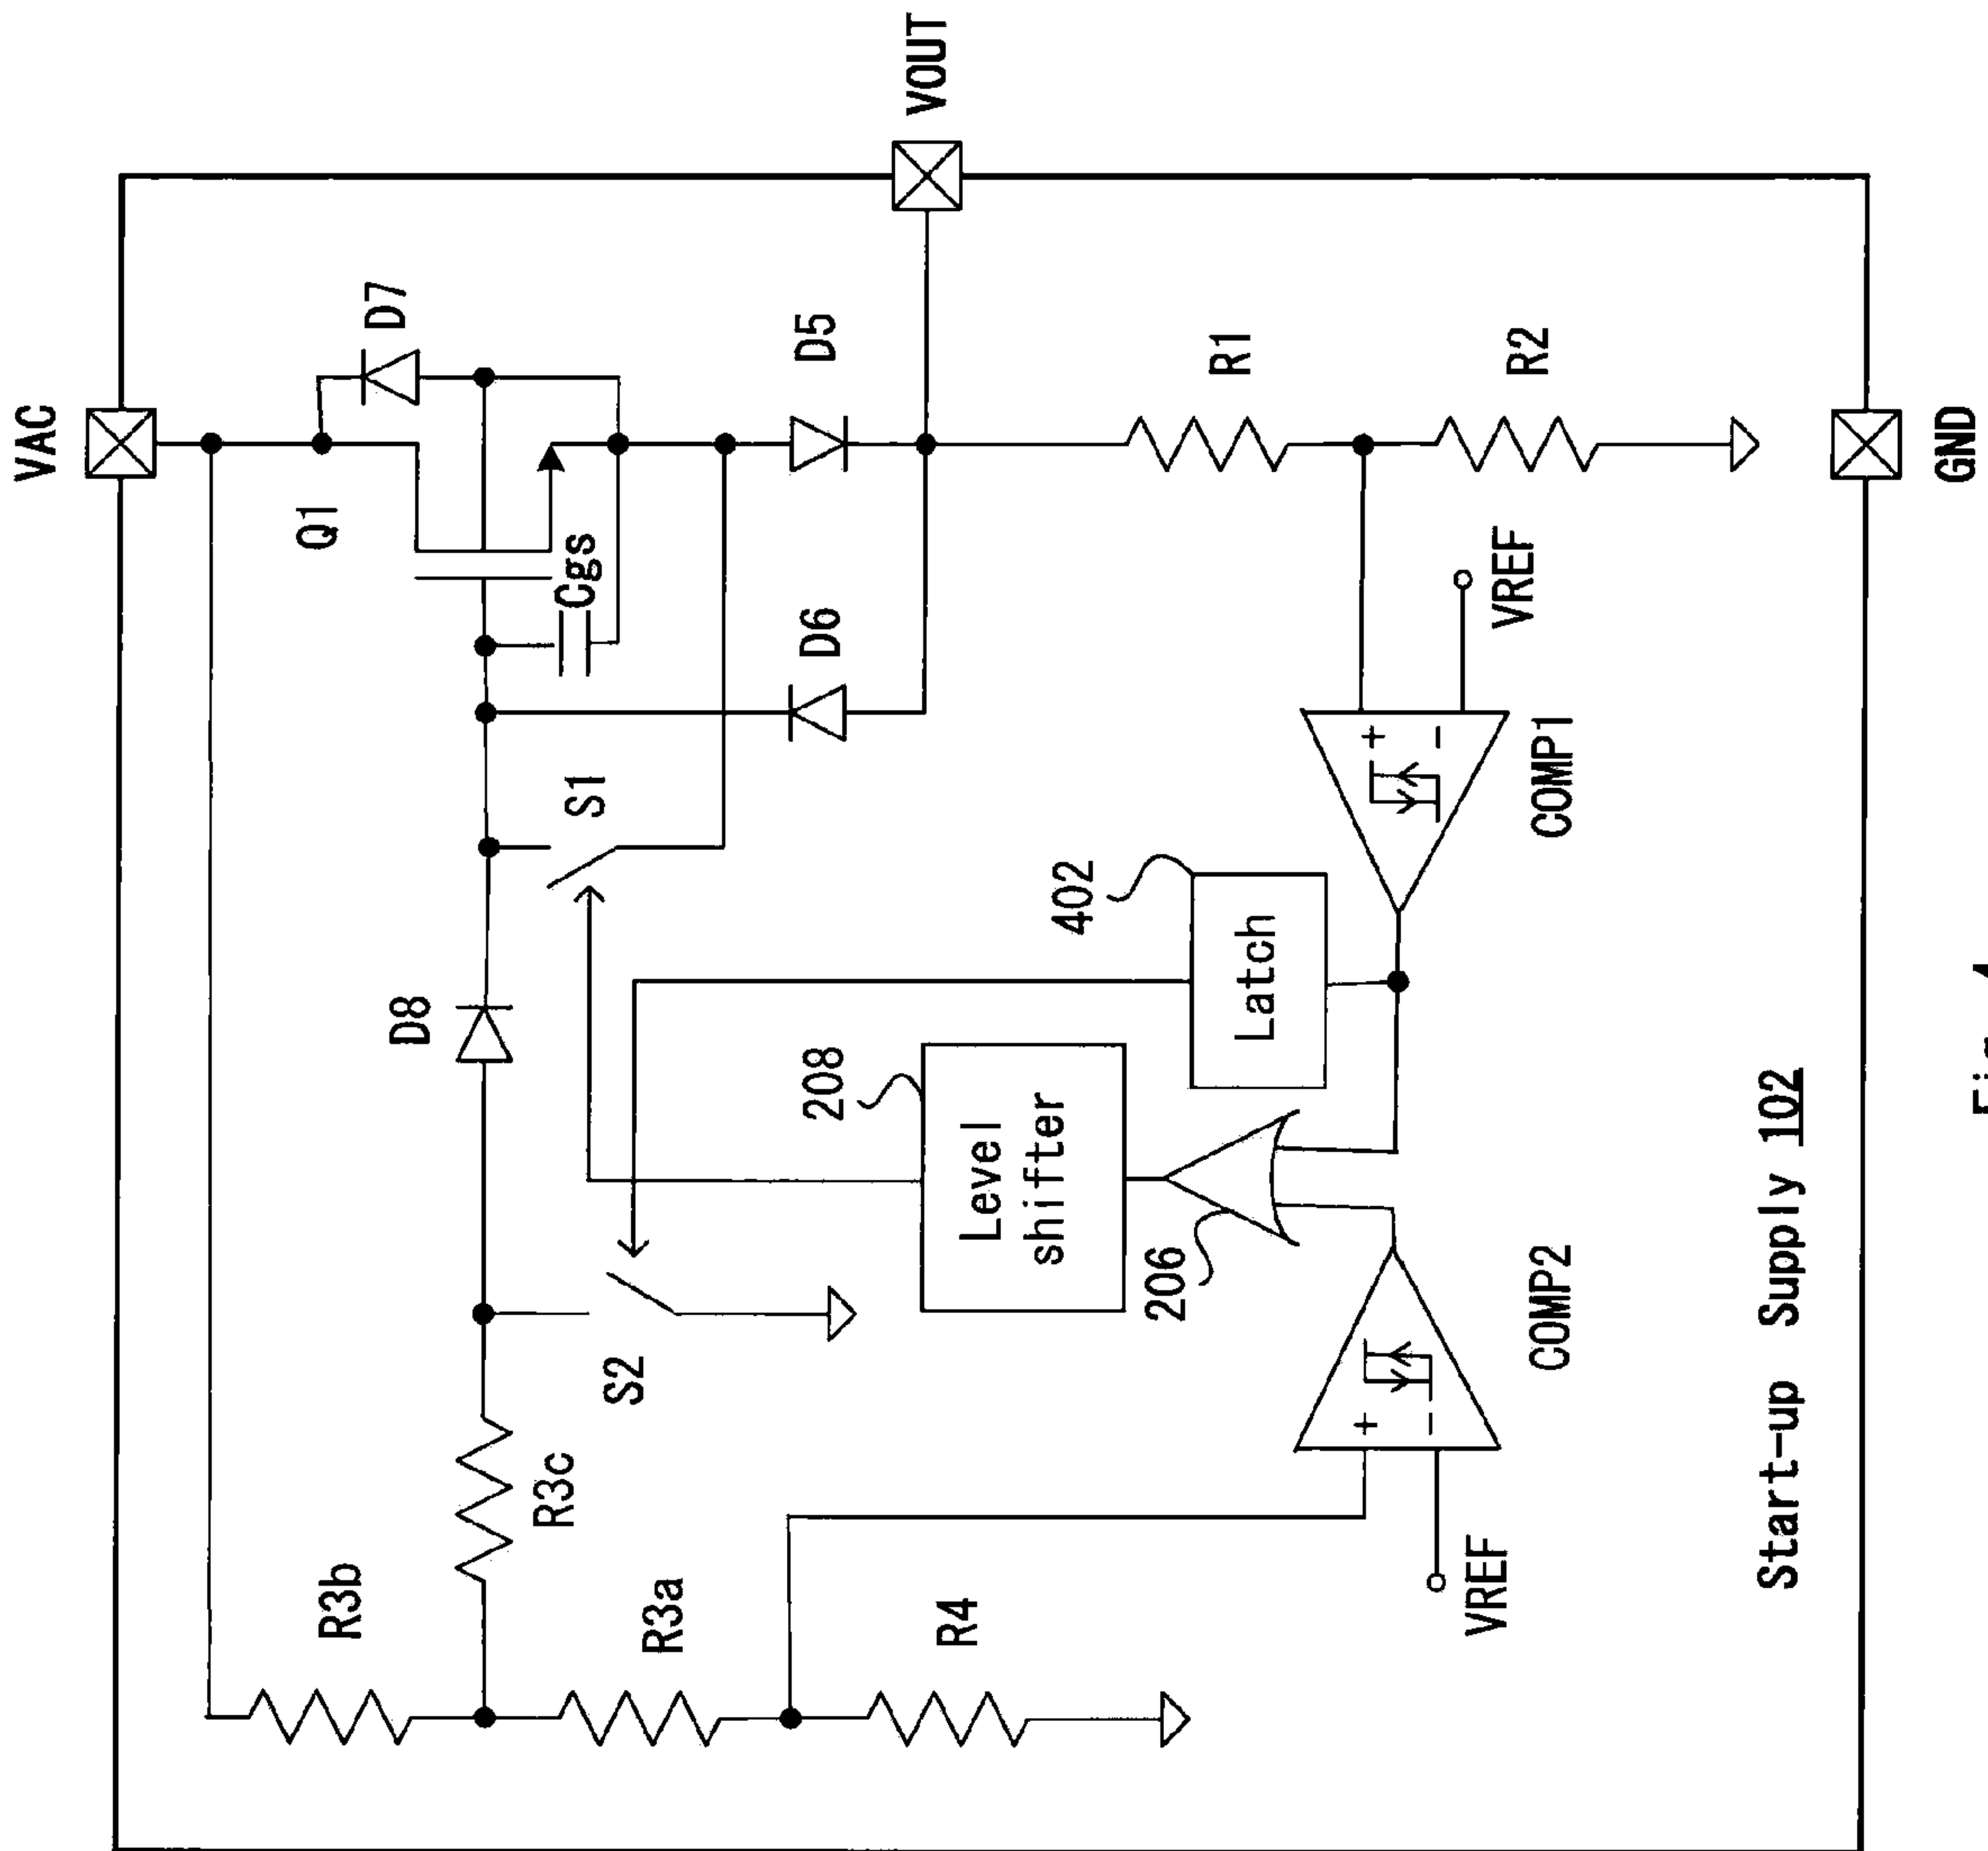 VAC
VOUT
D7
Q1
Cgs
D5
D6
S1
D8
R1
R2
VREF
GND
COMP1
402
Latch
208
Level
shifter
206
S2
R3c
R3b
R3a
R4
COMP2
VREF
Start-up Supply 102